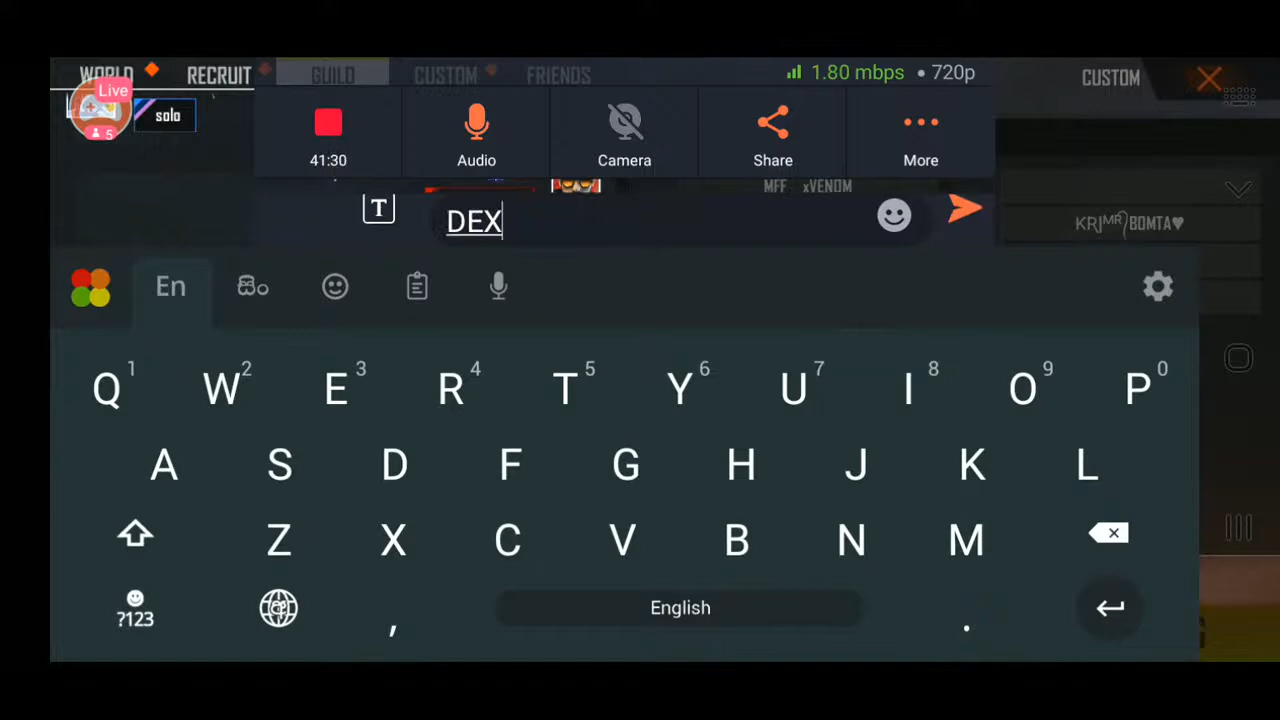 WORLD RECRUIT GUILD CUSTOM FRIENDS
1.80 mbps • 720p
CUSTOM
Live
5
solo
41:30 Audio Camera Share More
MFF xVENOM
T DEX
KR|ᴹᴿ⎠BOMTA♥
En සිං
Q1 W2 E3 R4 T5 Y6 U7 I8 O9 P0
A S D F G H J K L
Z X C V B N M
?123 , English .